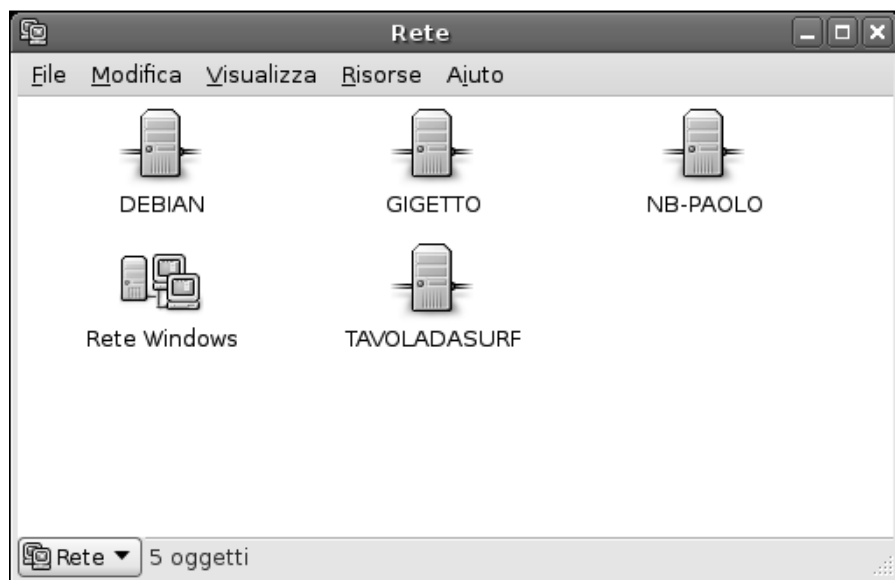 Rete
File Modifica Visualizza Risorse Aiuto
DEBIAN GIGETTO NB-PAOLO
Rete Windows TAVOLADASURF
Rete 5 oggetti